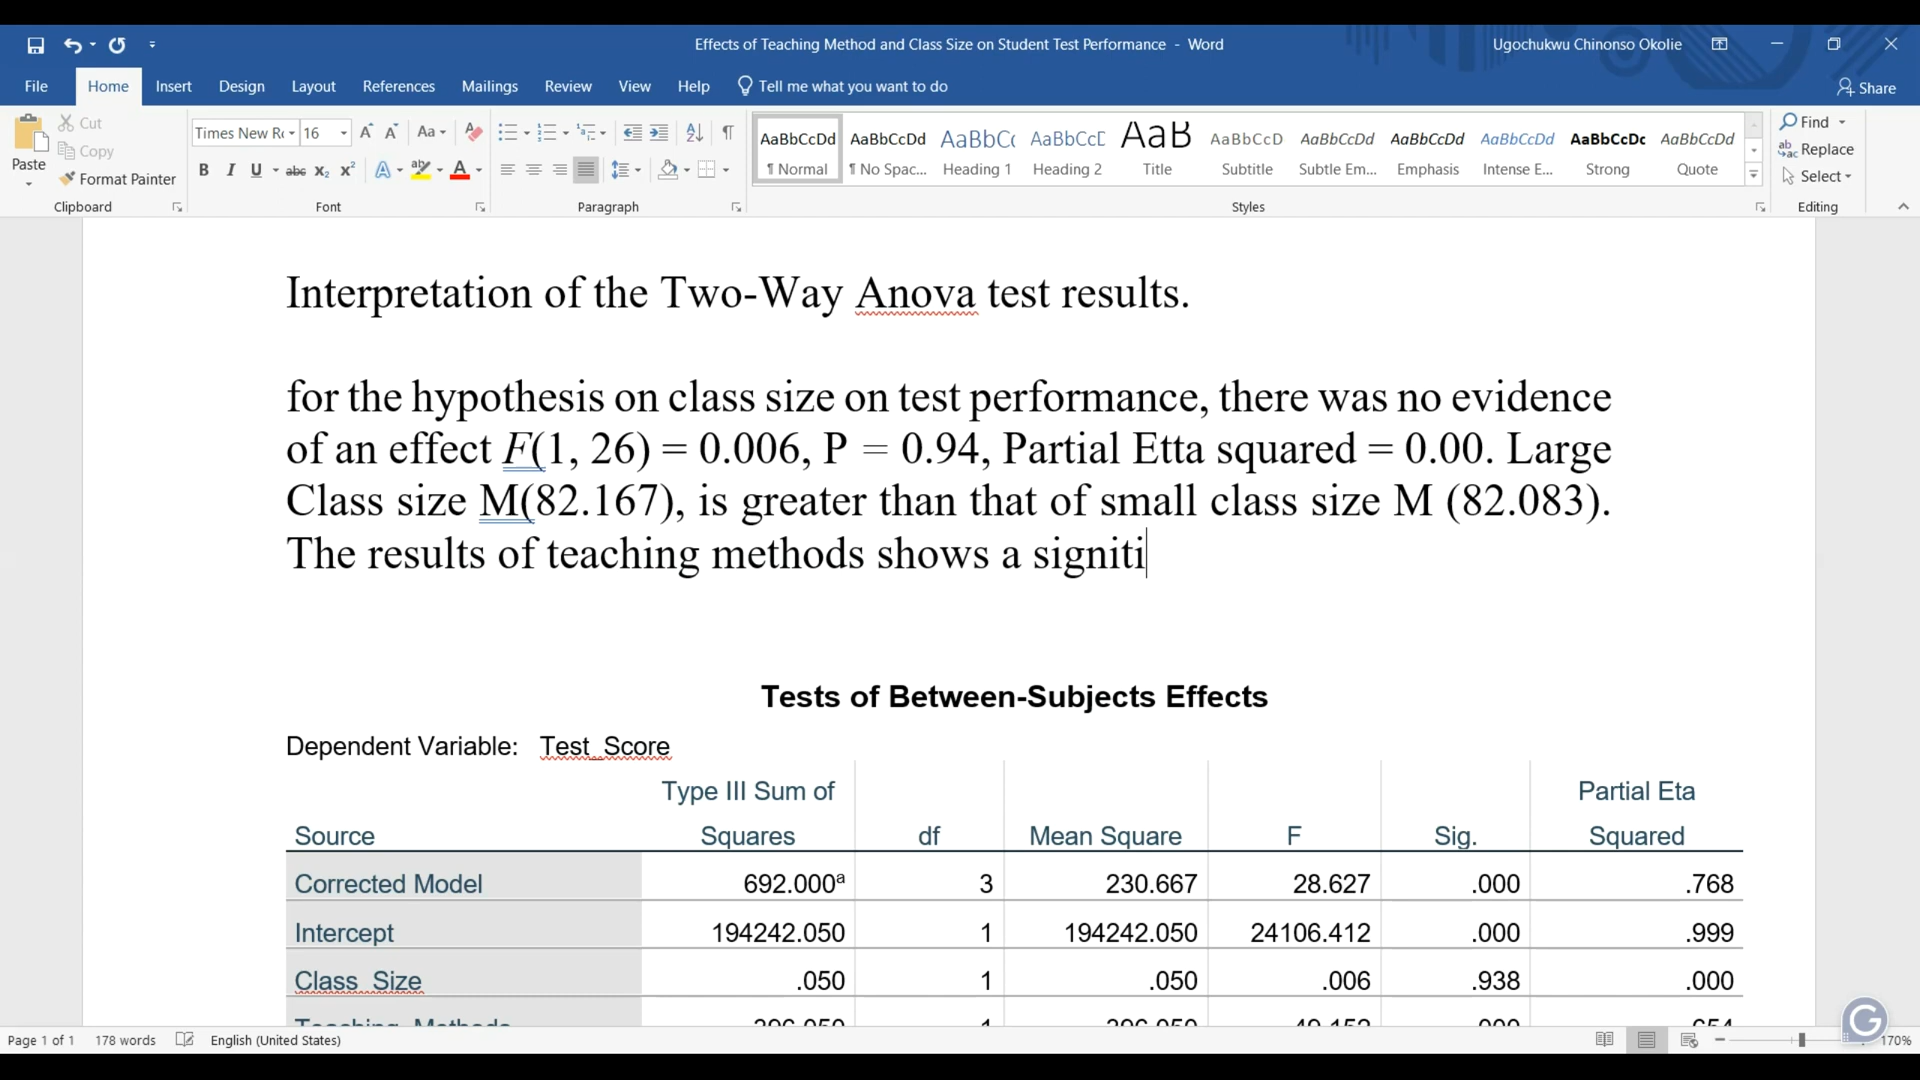 Effects of Teaching Method and Class Size on Student Test Performance - Word
Ugochukwu Chinonso Okolie
File Home Insert Design Layout References Mailings Review View Help Tell me what you want to do
Share
Paste
Cut
Copy
Format Painter
Clipboard
Times New R 16
Font
Paragraph
AaBbCcDd AaBbCcDd AaBbC AaBbCcD AaB AaBbCcD AaBbCcDd AaBbCcDd AaBbCcDd AaBbCcDc AaBbCcDd
¶ Normal ¶ No Spac... Heading 1 Heading 2 Title Subtitle Subtle Em... Emphasis Intense E... Strong Quote
Styles
Find
Replace
Select
Editing
Interpretation of the Two-Way Anova test results.
for the hypothesis on class size on test performance, there was no evidence
of an effect F(1, 26) = 0.006, P = 0.94, Partial Etta squared = 0.00. Large
Class size M(82.167), is greater than that of small class size M (82.083).
The results of teaching methods shows a signiti
Tests of Between-Subjects Effects
Dependent Variable: Test_Score
Source Type III Sum of Squares df Mean Square F Sig. Partial Eta Squared
Corrected Model 692.000a 3 230.667 28.627 .000 .768
Intercept 194242.050 1 194242.050 24106.412 .000 .999
Class_Size .050 1 .050 .006 .938 .000
Page 1 of 1 178 words English (United States) 170%